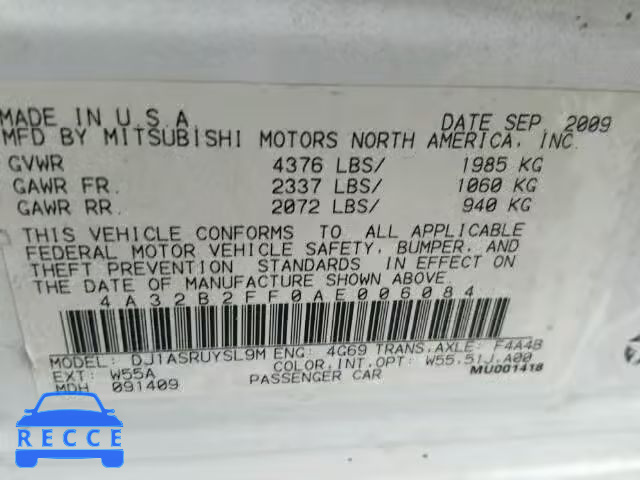 MADE IN U.S.A. DATE SEP 2009
MFD BY MITSUBISHI MOTORS NORTH AMERICA, INC.
GVWR 4376 LBS/ 1985 KG
GAWR FR. 2337 LBS/ 1060 KG
GAWR RR. 2072 LBS/ 940 KG
THIS VEHICLE CONFORMS TO ALL APPLICABLE
FEDERAL MOTOR VEHICLE SAFETY, BUMPER, AND
THEFT PREVENTION STANDARDS IN EFFECT ON
THE DATE OF MANUFACTURE SHOWN ABOVE.
4A32B2FF0AE006084
MODEL: DJ1ASRUYSL9M ENG: 4G69 TRANS,AXLE: F4A4B
EXT: W55A COLOR,INT,OPT: W55.51J.A00
MDH 091409 PASSENGER CAR MU001418
RECCE